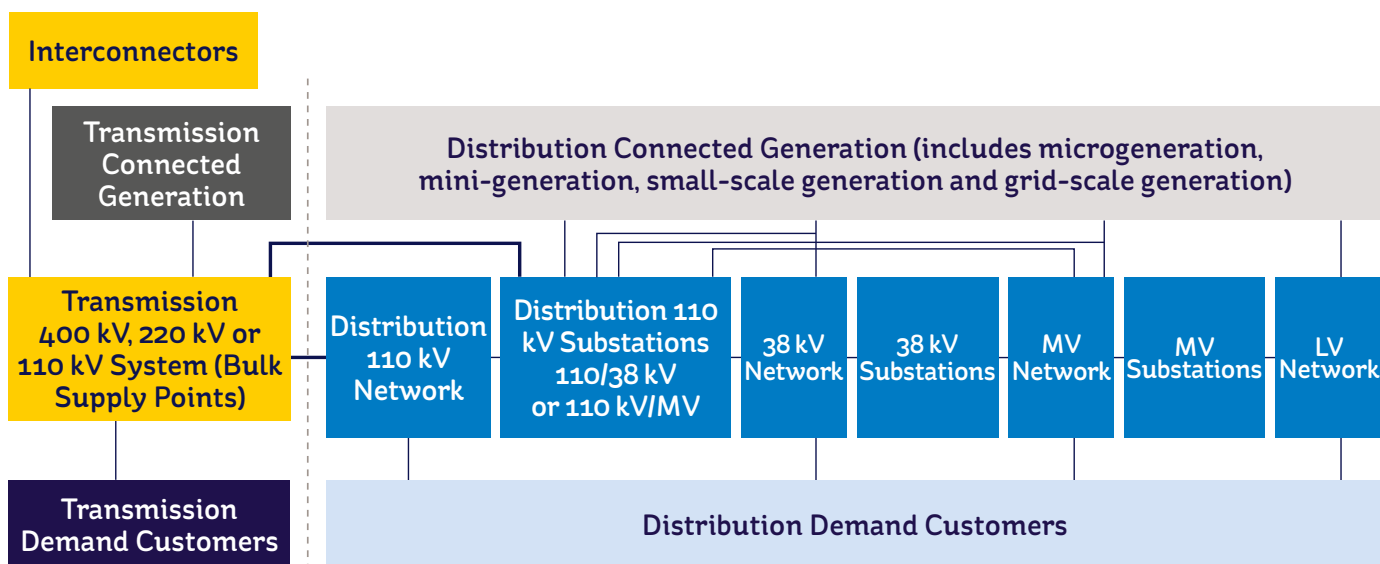 Interconnectors
Transmission
Connected
Generation
Distribution Connected Generation (includes microgeneration,
mini-generation, small-scale generation and grid-scale generation)
Transmission
400 kV, 220 kV or
110 kV System (Bulk
Supply Points)
Distribution
110 kV
Network
Distribution 110
kV Substations
110/38 kV
or 110 kV/MV
38 kV
Network
38 kV
Substations
MV
Network
MV
Substations
LV
Network
Transmission
Demand Customers
Distribution Demand Customers